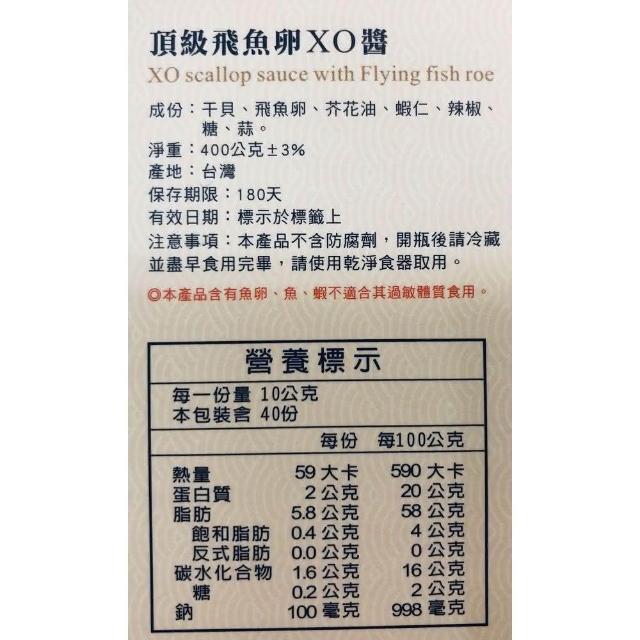 頂級飛魚卵XO醬
XO scallop sauce with Flying fish roe
成份：干貝、飛魚卵、芥花油、蝦仁、辣椒、
糖、蒜。
淨重：400公克±3%
產地：台灣
保存期限：180天
有效日期：標示於標籤上
注意事項：本產品不含防腐劑，開瓶後請冷藏
並盡早食用完畢，請使用乾淨食器取用。
◎本產品含有魚卵、魚、蝦不適合其過敏體質食用。
營養標示
每一份量 10公克
本包裝含 40份
每份 每100公克
熱量 59 大卡 590 大卡
蛋白質 2 公克 20 公克
脂肪 5.8 公克 58 公克
飽和脂肪 0.4 公克 4 公克
反式脂肪 0.0 公克 0 公克
碳水化合物 1.6 公克 16 公克
糖 0.2 公克 2 公克
鈉 100 毫克 998 毫克